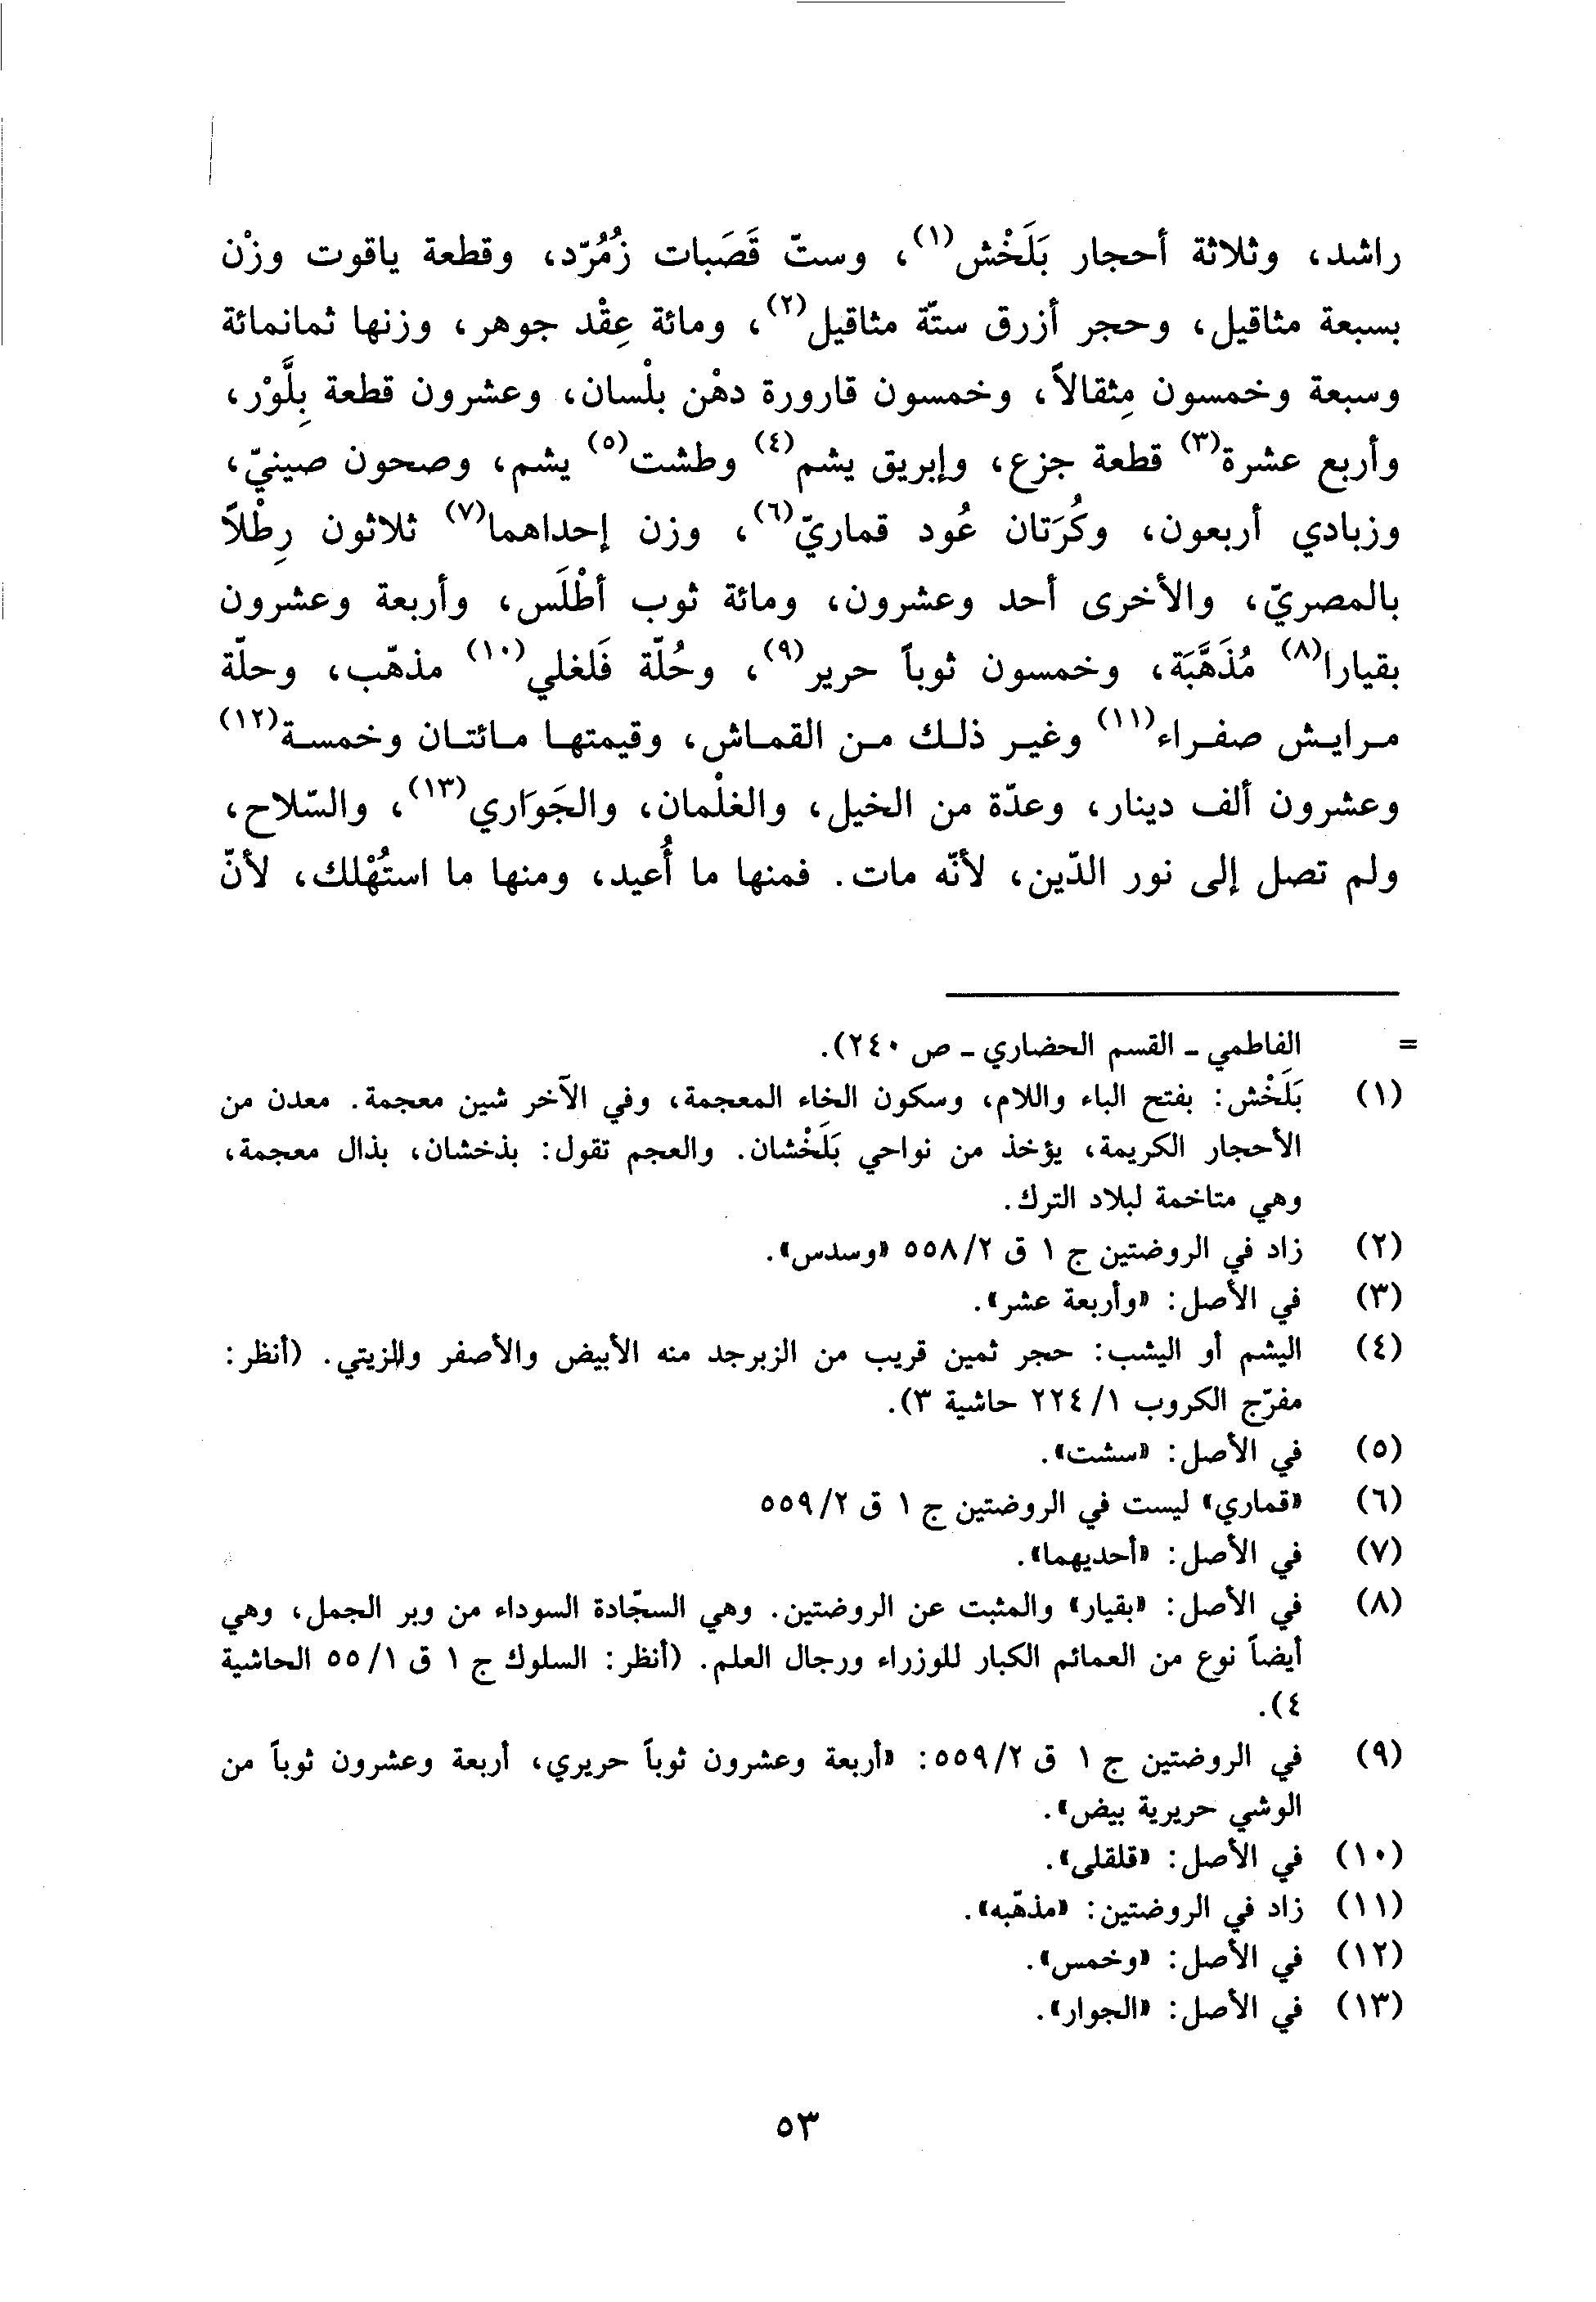 راشد، وثلاثة أحجار بَلَخْش(١)، وستّ قَصَبات زُمُرّد، وقطعة ياقوت وزْن
بسبعة مثاقيل، وحجر أزرق ستّة مثاقيل(٢)، ومائة عِقْد جوهر، وزنها ثمانمائة
وسبعة وخمسون مِثقالاً، وخمسون قارورة دهْن بلْسان، وعشرون قطعة بِلَّوْر،
وأربع عشرة(٣) قطعة جزع، وإبريق يشم(٤) وطشت(٥) يشم، وصحون صينيّ،
وزبادي أربعون، وكُرَتان عُود قماريّ(٦)، وزن إحداهما(٧) ثلاثون رِطْلاً
بالمصريّ، والأخرى أحد وعشرون، ومائة ثوب أطْلَس، وأربعة وعشرون
بقيارا(٨) مُذَهَّبَة، وخمسون ثوباً حرير(٩)، وحُلّة فَلغلي(١٠) مذهّب، وحلّة
مرايش صفراء(١١) وغير ذلك من القماش، وقيمتها مائتان وخمسة(١٢)
وعشرون ألف دينار، وعدّة من الخيل، والغلْمان، والجَوَاري(١٣)، والسّلاح،
ولم تصل إلى نور الدّين، لأنّه مات. فمنها ما أُعيد، ومنها ما استُهْلك، لأنّ
= الفاطمي ـ القسم الحضاري ـ ص ٢٤٠).
(١) بَلَخْش: بفتح الباء واللام، وسكون الخاء المعجمة، وفي الآخر شين معجمة. معدن من
الأحجار الكريمة، يؤخذ من نواحي بَلَخْشان. والعجم تقول: بذخشان، بذال معجمة،
وهي متاخمة لبلاد الترك.
(٢) زاد في الروضتين ج ١ ق ٥٥٨/٢ «وسدس».
(٣) في الأصل: «وأربعة عشر».
(٤) اليشم أو اليشب: حجر ثمين قريب من الزبرجد منه الأبيض والأصفر والزيتي. (أنظر:
مفرّج الكروب ٢٢٤/١ حاشية ٣).
(٥) في الأصل: «سشت».
(٦) «قماري» ليست في الروضتين ج ١ ق ٥٥٩/٢
(٧) في الأصل: «أحديهما».
(٨) في الأصل: «بقيار» والمثبت عن الروضتين. وهي السجّادة السوداء من وبر الجمل، وهي
أيضاً نوع من العمائم الكبار للوزراء ورجال العلم. (أنظر: السلوك ج ١ ق ٥٥/١ الحاشية
٤).
(٩) في الروضتين ج ١ ق ٥٥٩/٢: «أربعة وعشرون ثوباً حريري، أربعة وعشرون ثوباً من
الوشي حريرية بيض».
(١٠) في الأصل: «قلقلى».
(١١) زاد في الروضتين: «مذهّبه».
(١٢) في الأصل: «وخمس».
(١٣) في الأصل: «الجوار».
٥٣